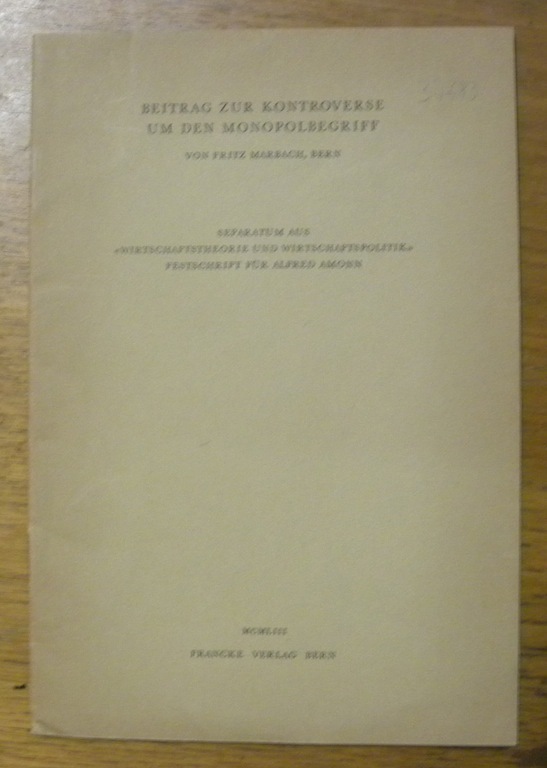 BEITRAG ZUR KONTROVERSE
UM DEN MONOPOLBEGRIFF
VON FRITZ MARBACH, BERN
SEPARATUM AUS
«WIRTSCHAFTSTHEORIE UND WIRTSCHAFTSPOLITIK»
FESTSCHRIFT FÜR ALFRED AMONN
MCMLIII
FRANCKE VERLAG BERN